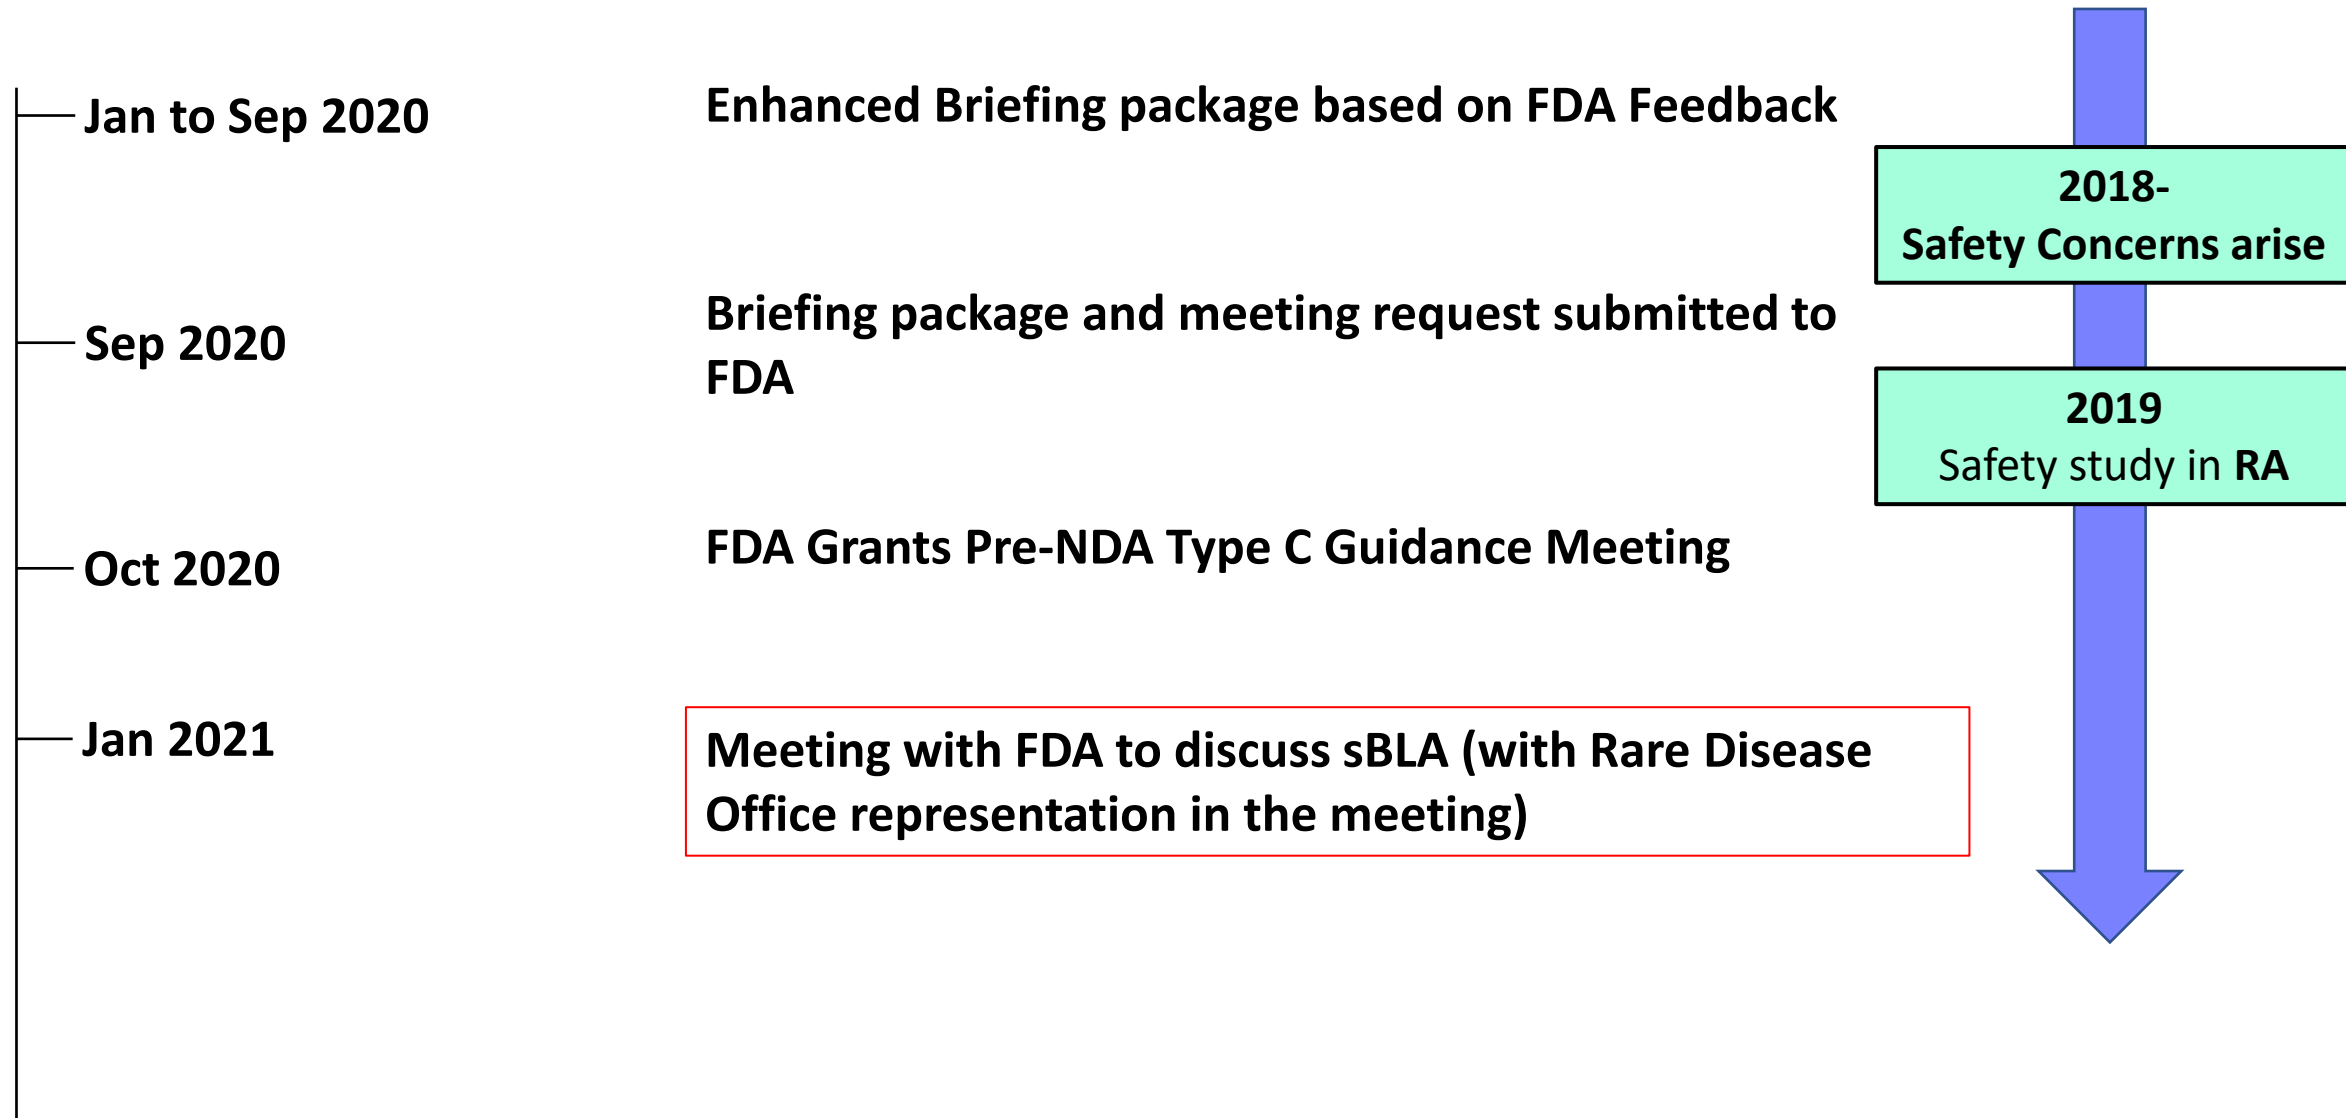 Jan to Sep 2020
Enhanced Briefing package based on FDA Feedback
Sep 2020
Briefing package and meeting request submitted to
FDA
Oct 2020
FDA Grants Pre-NDA Type C Guidance Meeting
Jan 2021
Meeting with FDA to discuss sBLA (with Rare Disease
Office representation in the meeting)
2018-
Safety Concerns arise
2019
Safety study in RA